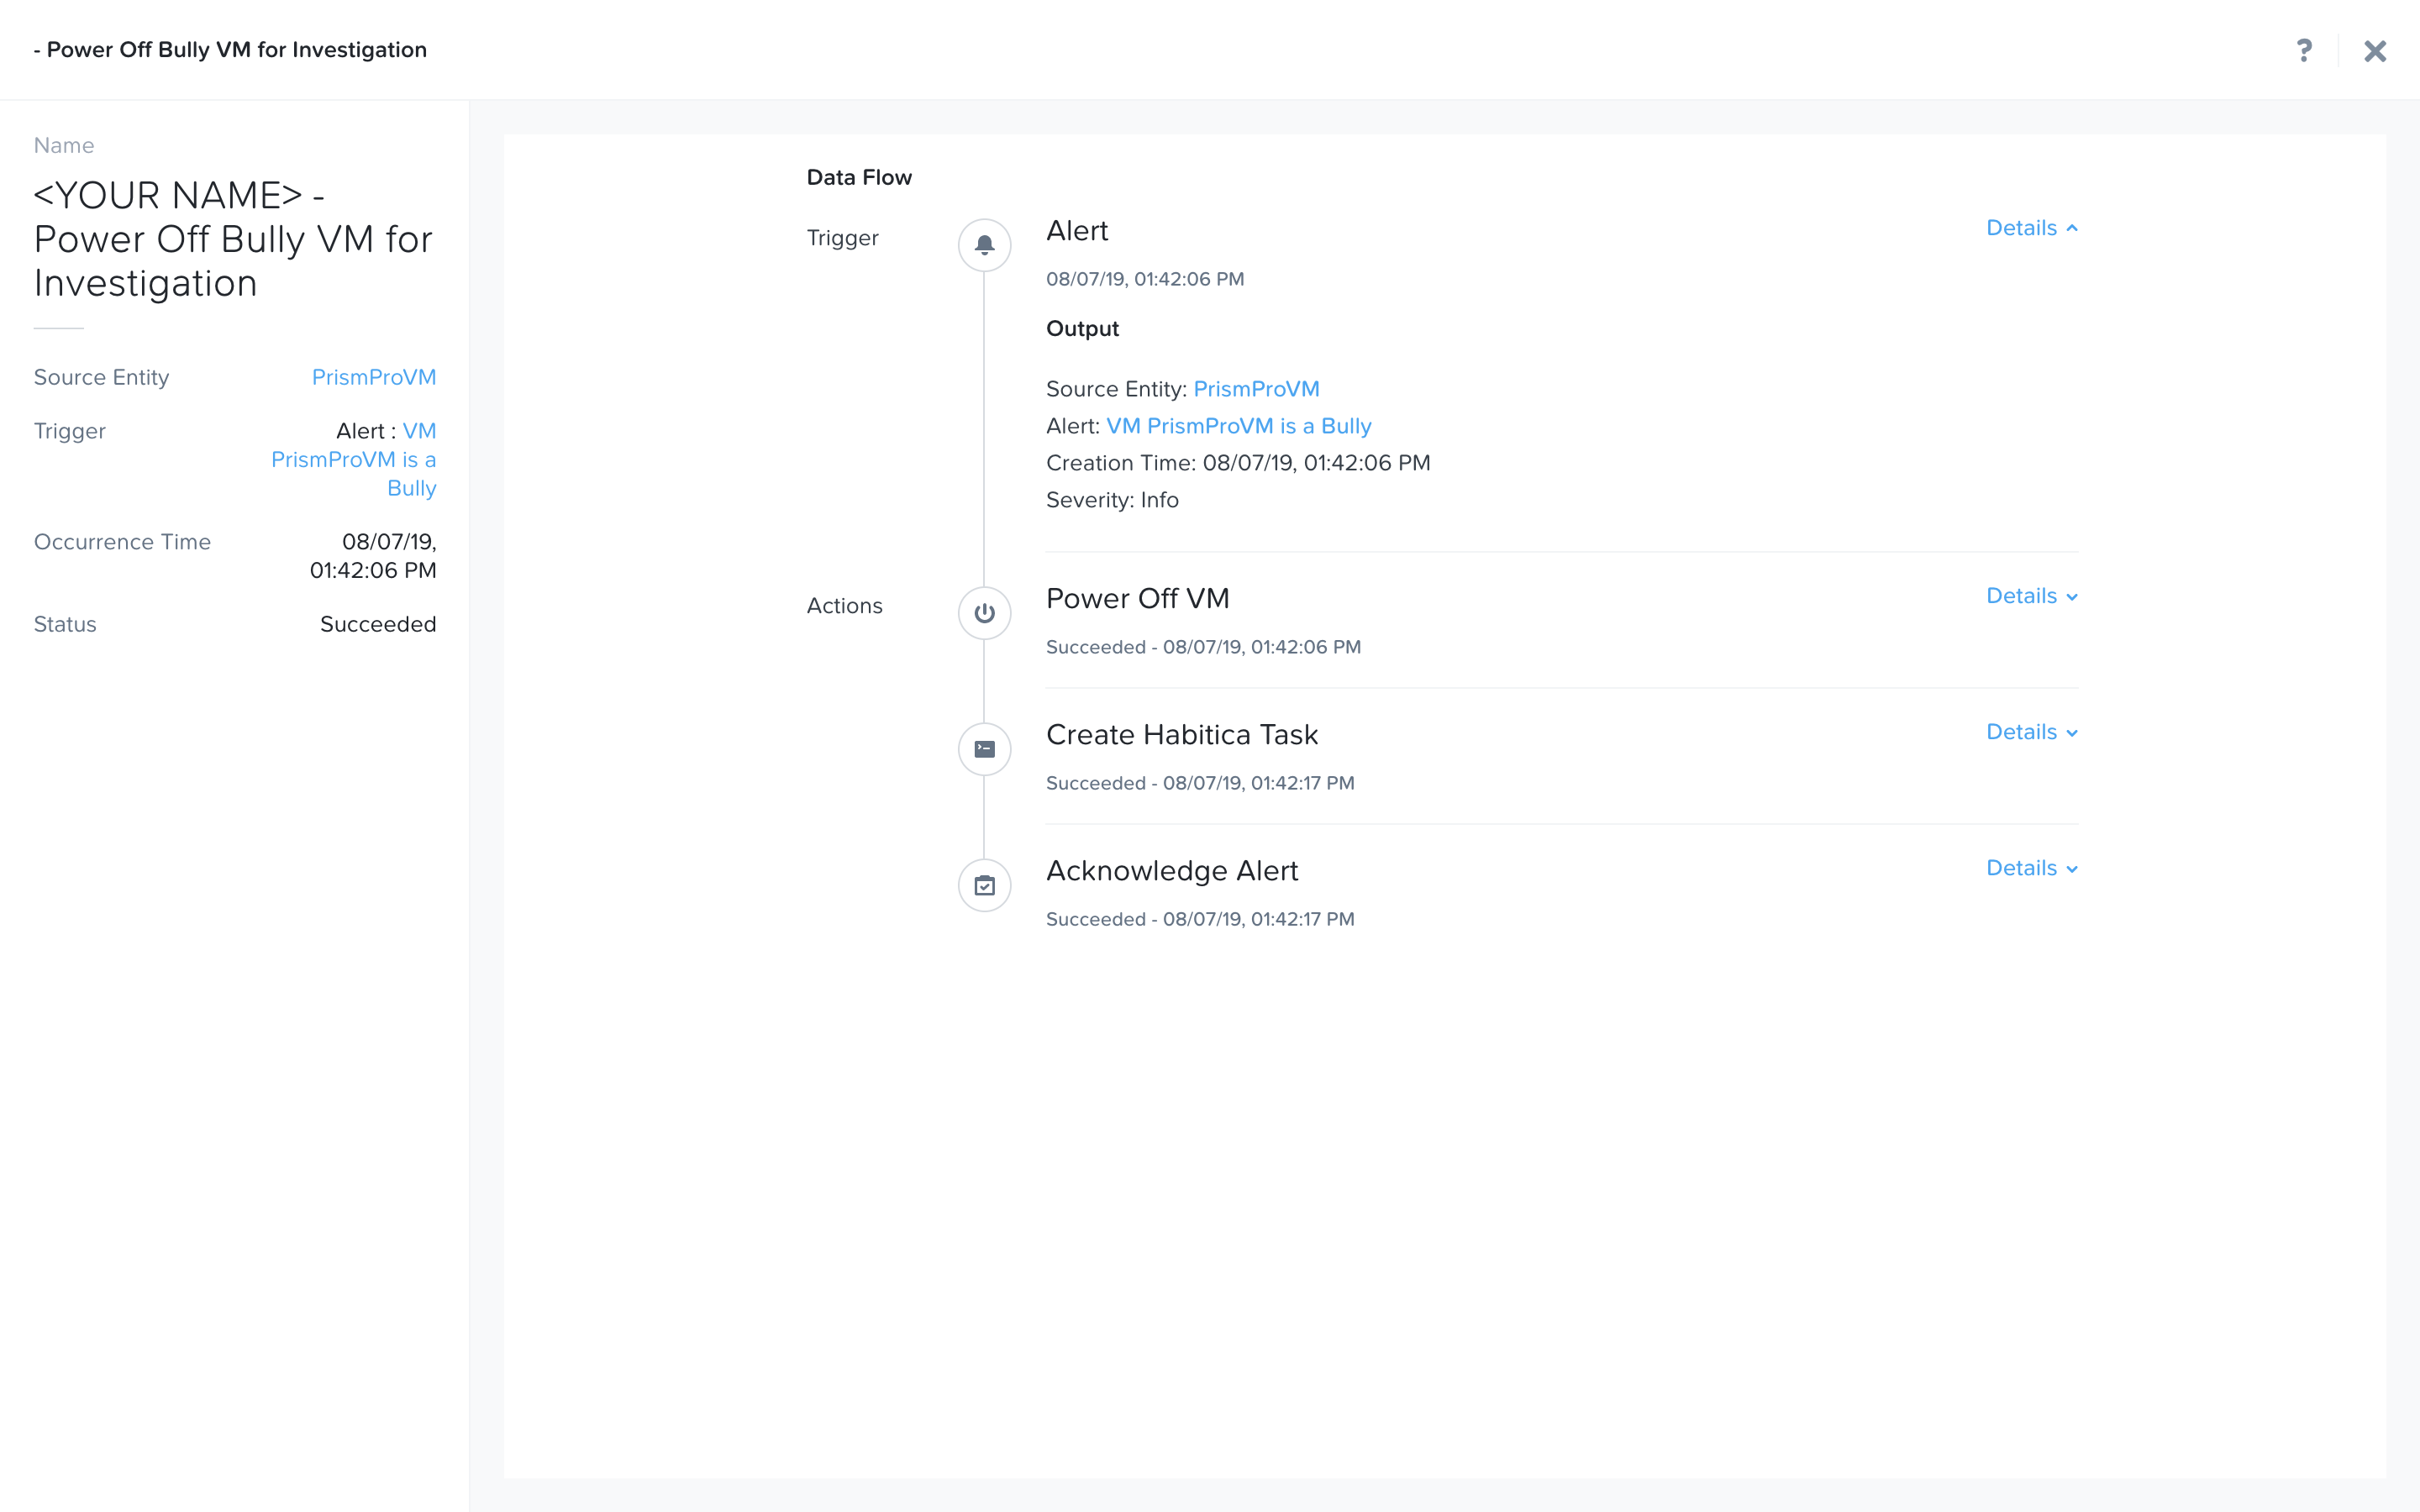 - Power Off Bully VM for Investigation
?
Name
<YOUR NAME> -
Power Off Bully VM for
Investigation
Source Entity PrismProVM
Trigger Alert : VM
PrismProVM is a
Bully
Occurrence Time 08/07/19,
01:42:06 PM
Status Succeeded
Data Flow
Trigger
Alert
Details
08/07/19, 01:42:06 PM
Output
Source Entity: PrismProVM
Alert: VM PrismProVM is a Bully
Creation Time: 08/07/19, 01:42:06 PM
Severity: Info
Actions
Power Off VM
Details
Succeeded - 08/07/19, 01:42:06 PM
Create Habitica Task
Details
Succeeded - 08/07/19, 01:42:17 PM
Acknowledge Alert
Details
Succeeded - 08/07/19, 01:42:17 PM